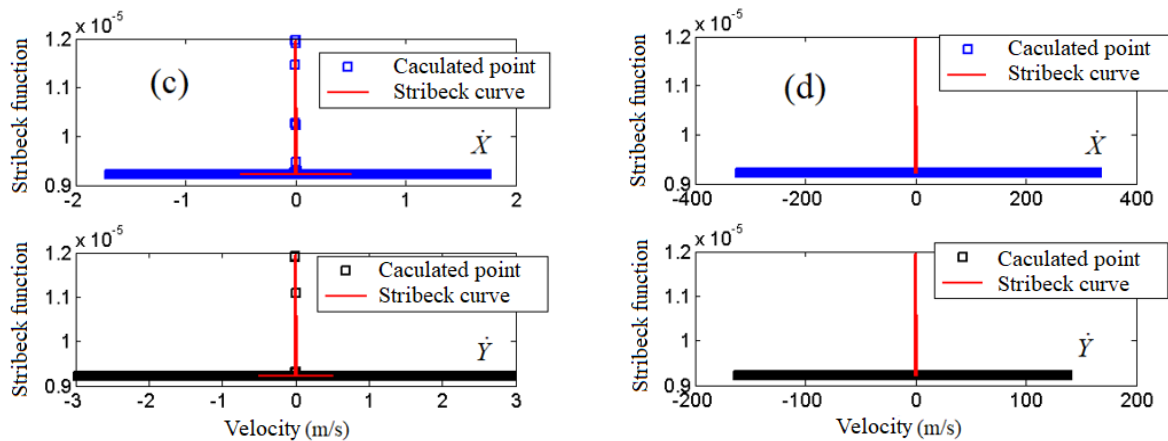 x 10^-5
1.2
1.1
1
0.9
Stribeck function
(c)
Caculated point
Stribeck curve
Ẋ
-2 -1 0 1 2
x 10^-5
1.2
1.1
1
0.9
Stribeck function
Caculated point
Stribeck curve
Ẏ
-3 -2 -1 0 1 2 3
Velocity (m/s)
x 10^-5
1.2
1.1
1
0.9
Stribeck function
(d)
Caculated point
Stribeck curve
Ẋ
-400 -200 0 200 400
x 10^-5
1.2
1.1
1
0.9
Stribeck function
Caculated point
Stribeck curve
Ẏ
-200 -100 0 100 200
Velocity (m/s)